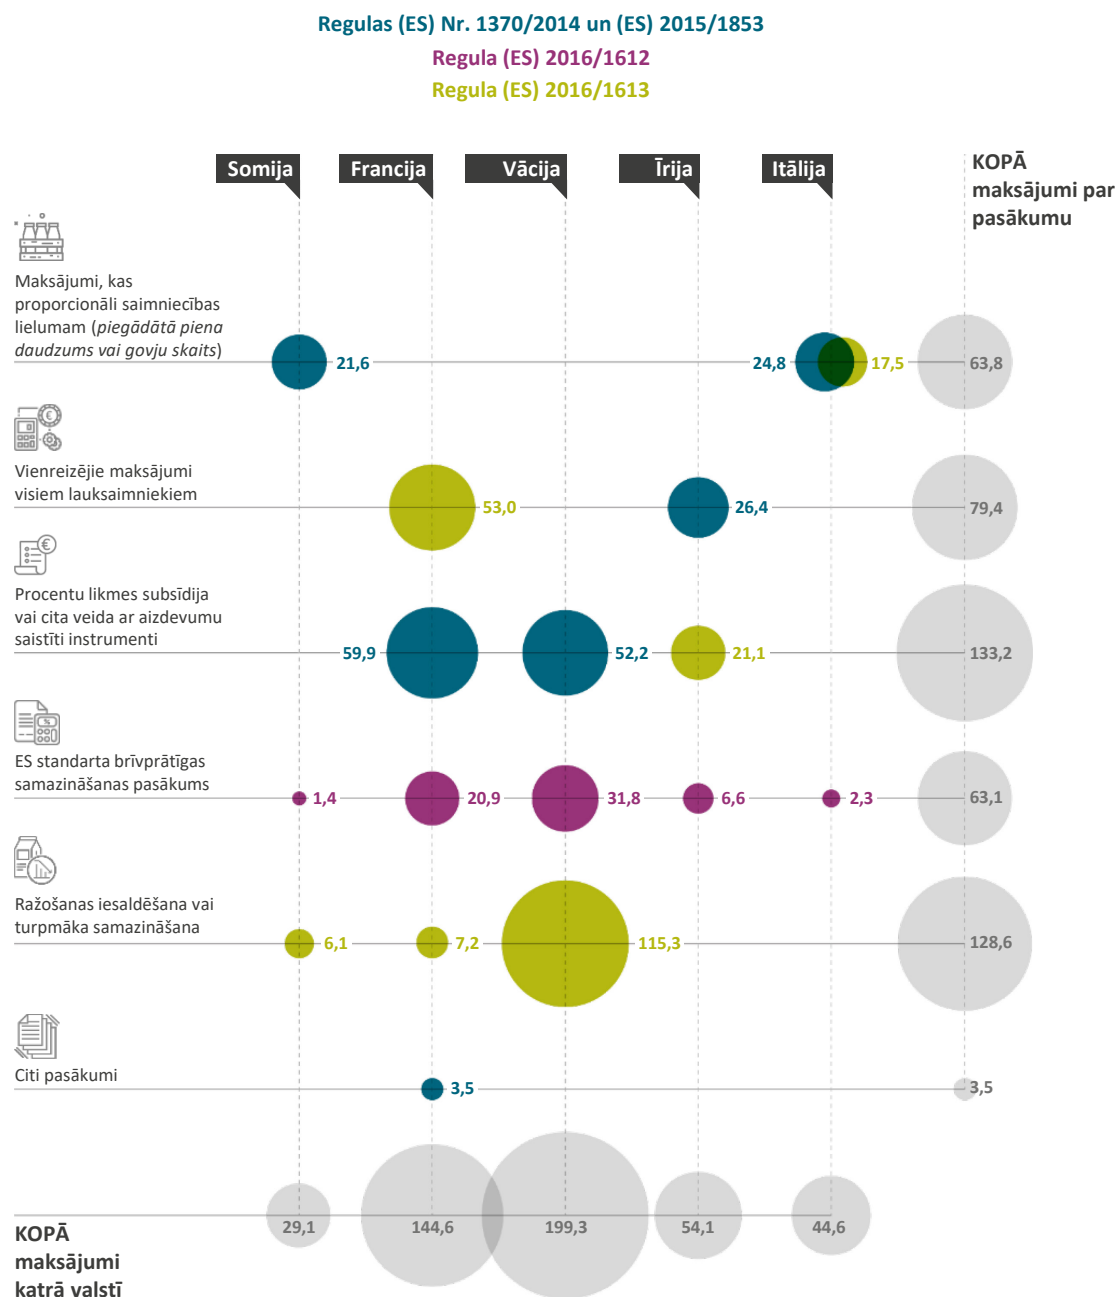 Regulas (ES) Nr. 1370/2014 un (ES) 2015/1853
Regula (ES) 2016/1612
Regula (ES) 2016/1613
Somija
Francija
Vācija
Īrija
Itālija
KOPĀ
maksājumi par
pasākumu
Maksājumi, kas
proporcionāli saimniecības
lielumam (piegādātā piena
daudzums vai govju skaits)
21,6
24,8
17,5
63,8
Vienreizējie maksājumi
visiem lauksaimniekiem
53,0
26,4
79,4
Procentu likmes subsīdija
vai cita veida ar aizdevumu
saistīti instrumenti
59,9
52,2
21,1
133,2
ES standarta brīvprātīgas
samazināšanas pasākums
1,4
20,9
31,8
6,6
2,3
63,1
Ražošanas iesaldēšana vai
turpmāka samazināšana
6,1
7,2
115,3
128,6
Citi pasākumi
3,5
3,5
KOPĀ
maksājumi
katrā valstī
29,1
144,6
199,3
54,1
44,6